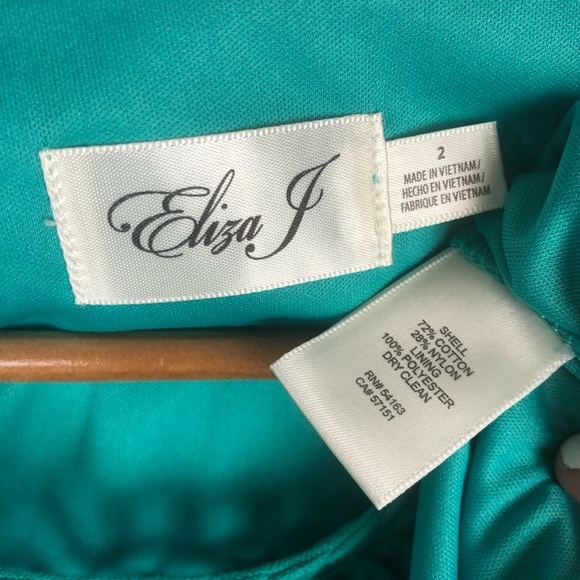 Eliza J
2
MADE IN VIETNAM/
HECHO EN VIETNAM/
FABRIQUE EN VIETNAM
SHELL
72% COTTON
28% NYLON
LINING
100% POLYESTER
DRY CLEAN
RN# 54163
CA# 57151